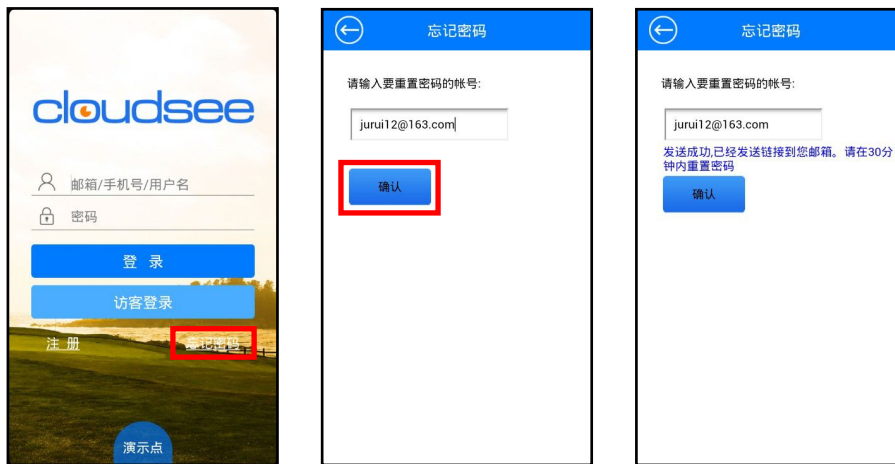 cloudsee
邮箱/手机号/用户名
密码
登 录
访客登录
注 册
忘记密码
演示点
忘记密码
请输入要重置密码的帐号:
jurui12@163.com
确认
忘记密码
请输入要重置密码的帐号:
jurui12@163.com
发送成功,已经发送链接到您邮箱。请在30分
钟内重置密码
确认